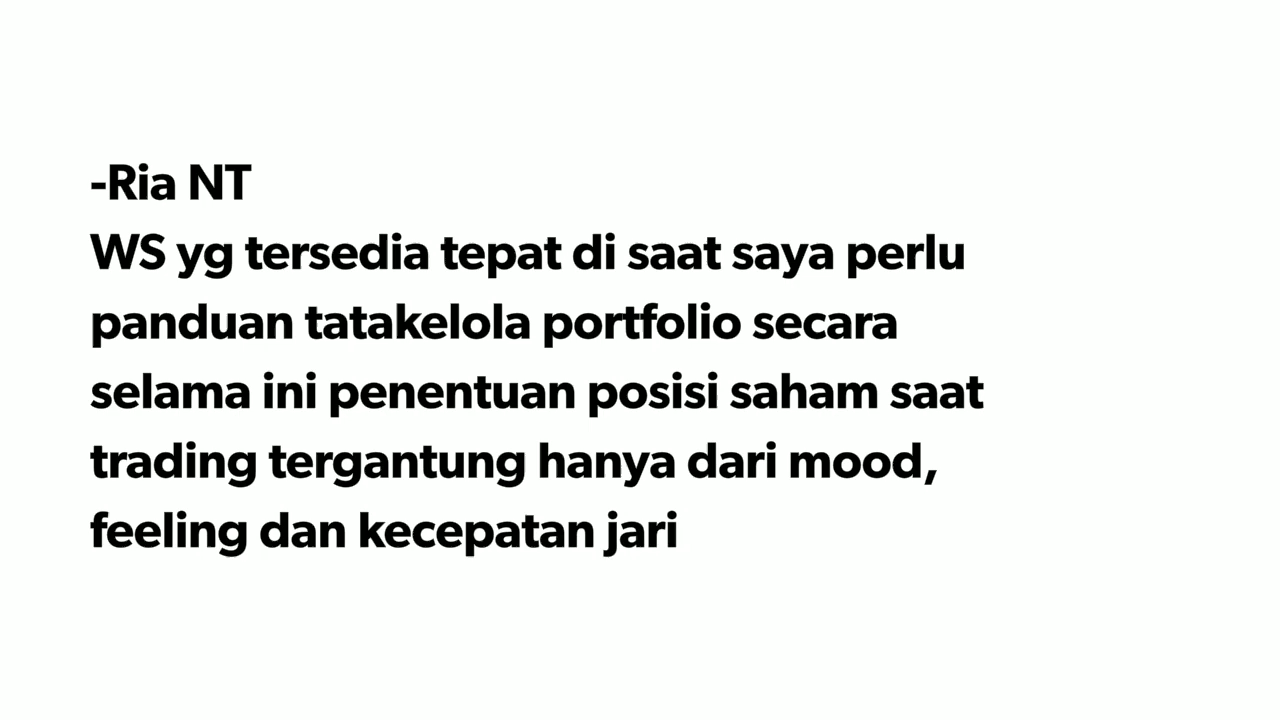 -Ria NT
WS yg tersedia tepat di saat saya perlu
panduan tatakelola portfolio secara
selama ini penentuan posisi saham saat
trading tergantung hanya dari mood,
feeling dan kecepatan jari